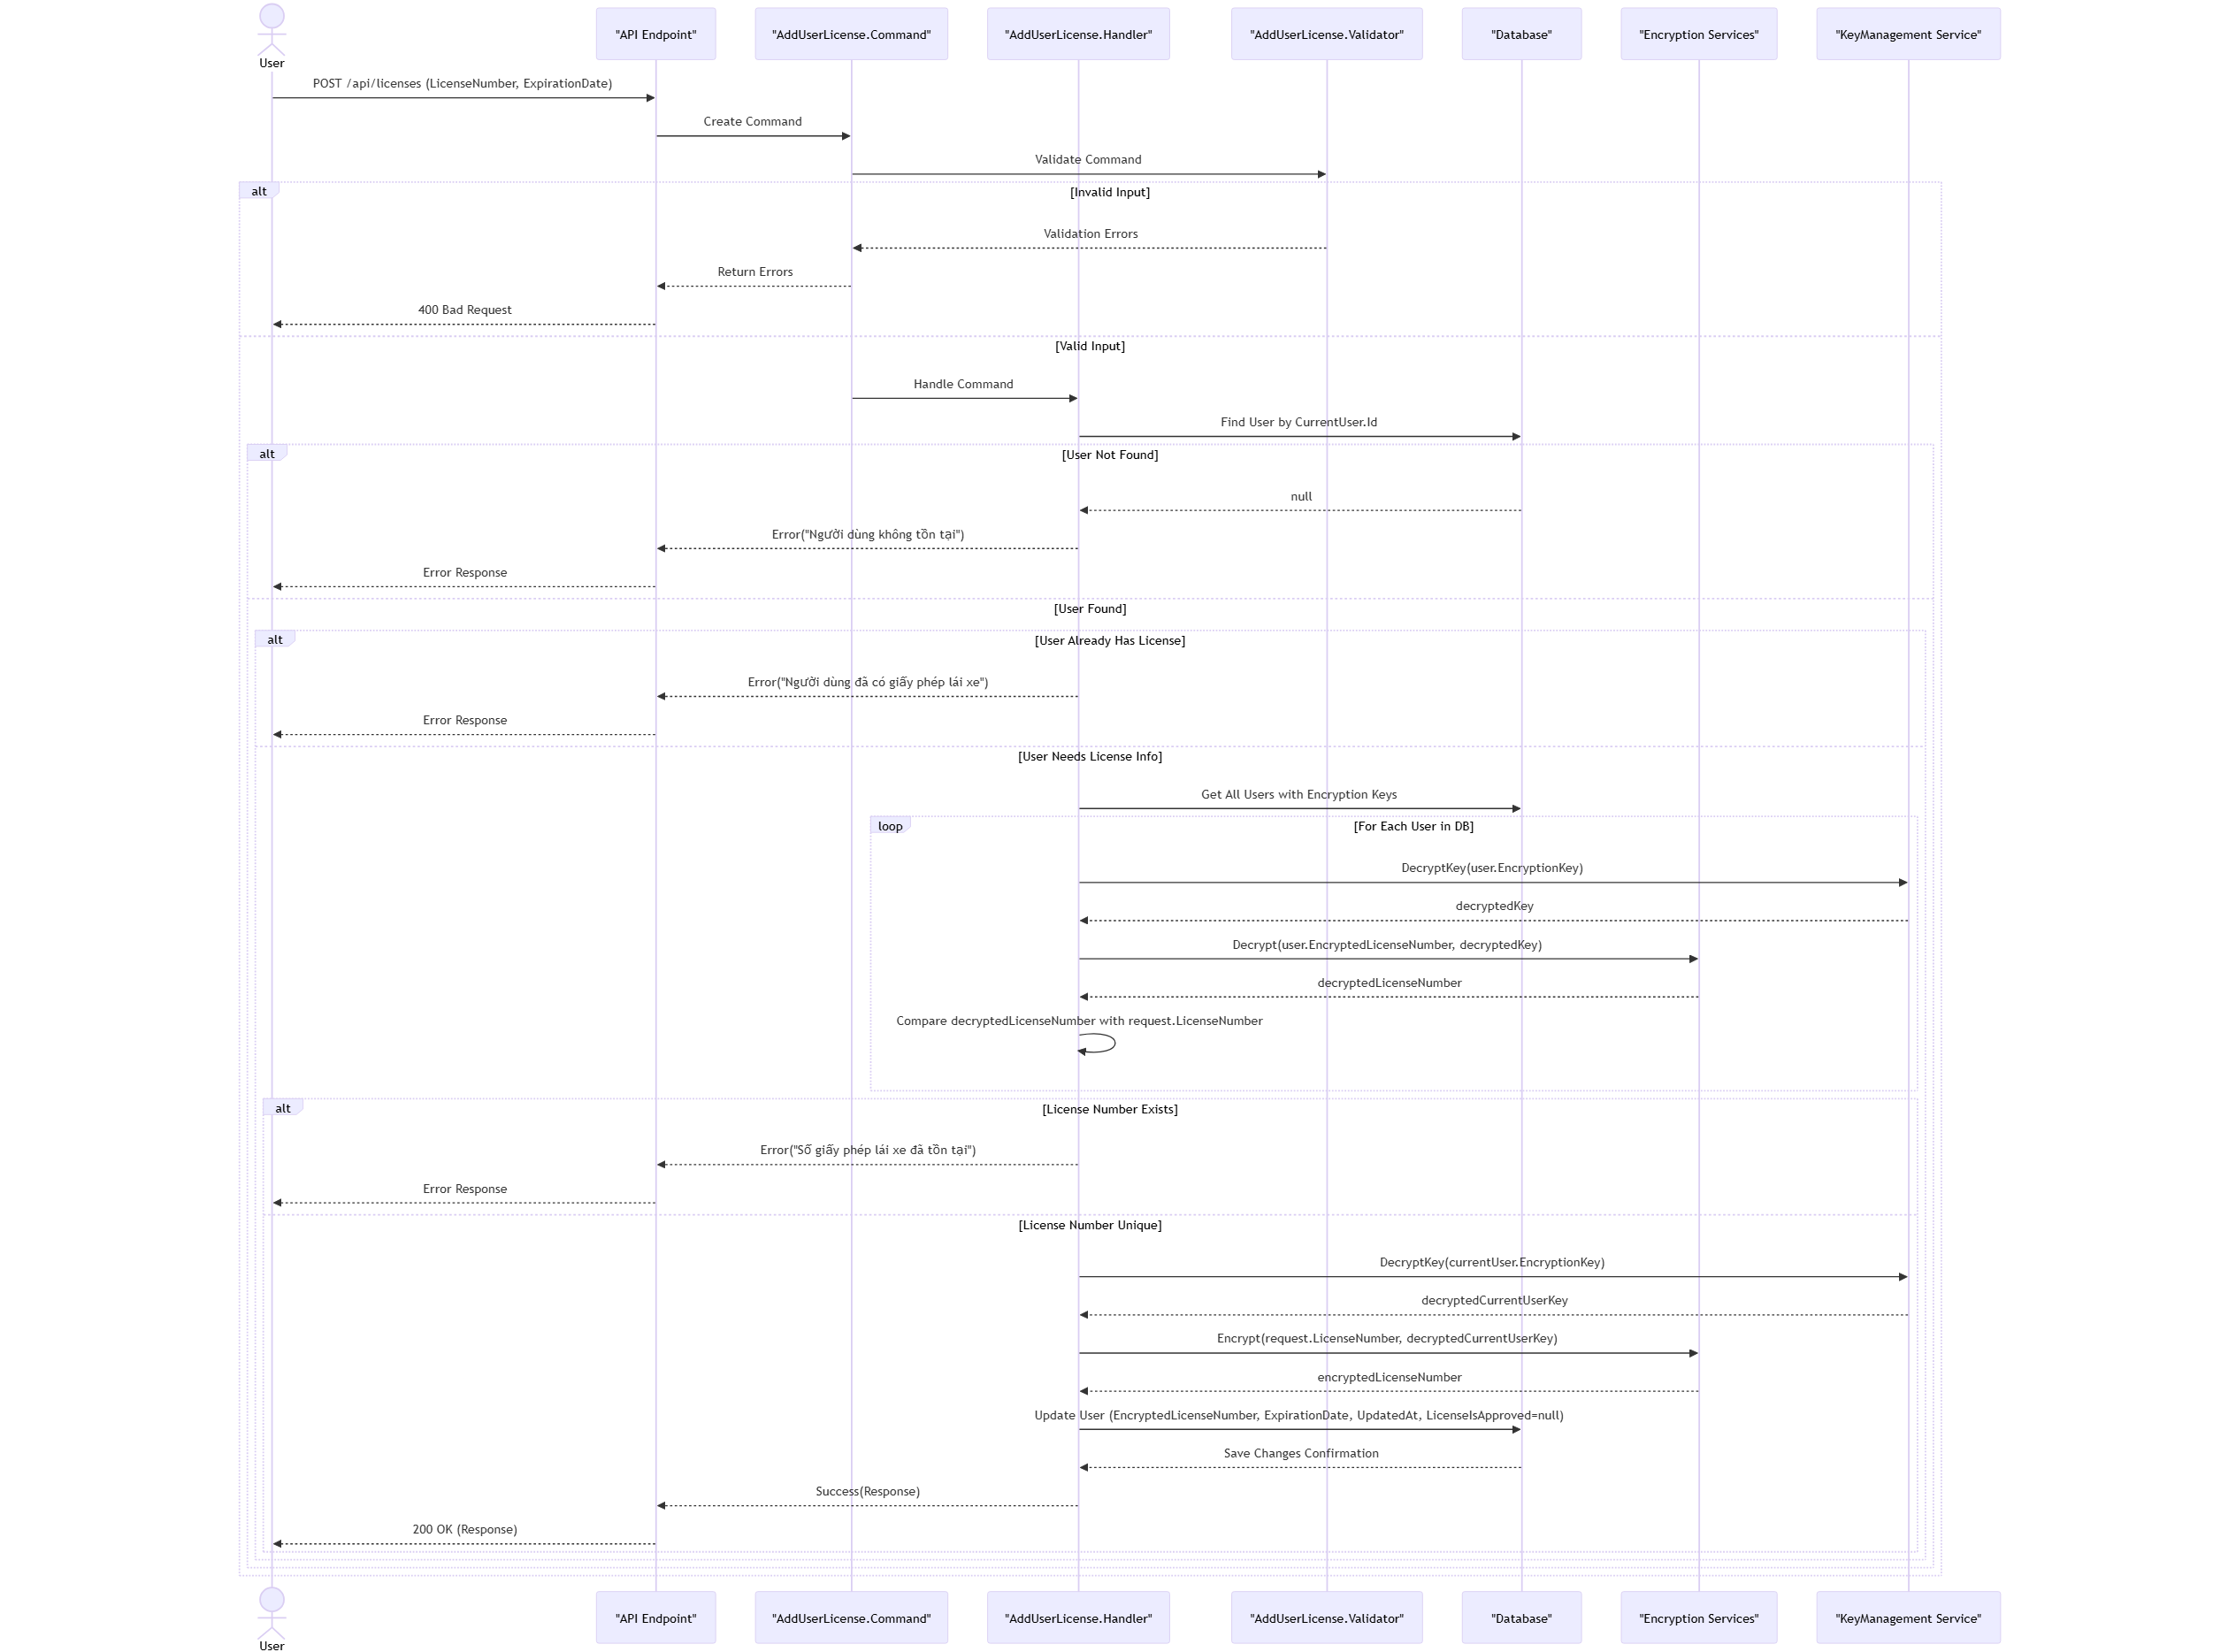 User
"API Endpoint"
"AddUserLicense.Command"
"AddUserLicense.Handler"
"AddUserLicense.Validator"
"Database"
"Encryption Services"
"KeyManagement Service"
POST /api/licenses (LicenseNumber, ExpirationDate)
Create Command
Validate Command
alt
[Invalid Input]
Validation Errors
Return Errors
400 Bad Request
[Valid Input]
Handle Command
Find User by CurrentUser.Id
alt
[User Not Found]
null
Error("Người dùng không tồn tại")
Error Response
[User Found]
alt
[User Already Has License]
Error("Người dùng đã có giấy phép lái xe")
Error Response
[User Needs License Info]
Get All Users with Encryption Keys
loop
[For Each User in DB]
DecryptKey(user.EncryptionKey)
decryptedKey
Decrypt(user.EncryptedLicenseNumber, decryptedKey)
decryptedLicenseNumber
Compare decryptedLicenseNumber with request.LicenseNumber
alt
[License Number Exists]
Error("Số giấy phép lái xe đã tồn tại")
Error Response
[License Number Unique]
DecryptKey(currentUser.EncryptionKey)
decryptedCurrentUserKey
Encrypt(request.LicenseNumber, decryptedCurrentUserKey)
encryptedLicenseNumber
Update User (EncryptedLicenseNumber, ExpirationDate, UpdatedAt, LicenseIsApproved=null)
Save Changes Confirmation
Success(Response)
200 OK (Response)
User
"API Endpoint"
"AddUserLicense.Command"
"AddUserLicense.Handler"
"AddUserLicense.Validator"
"Database"
"Encryption Services"
"KeyManagement Service"